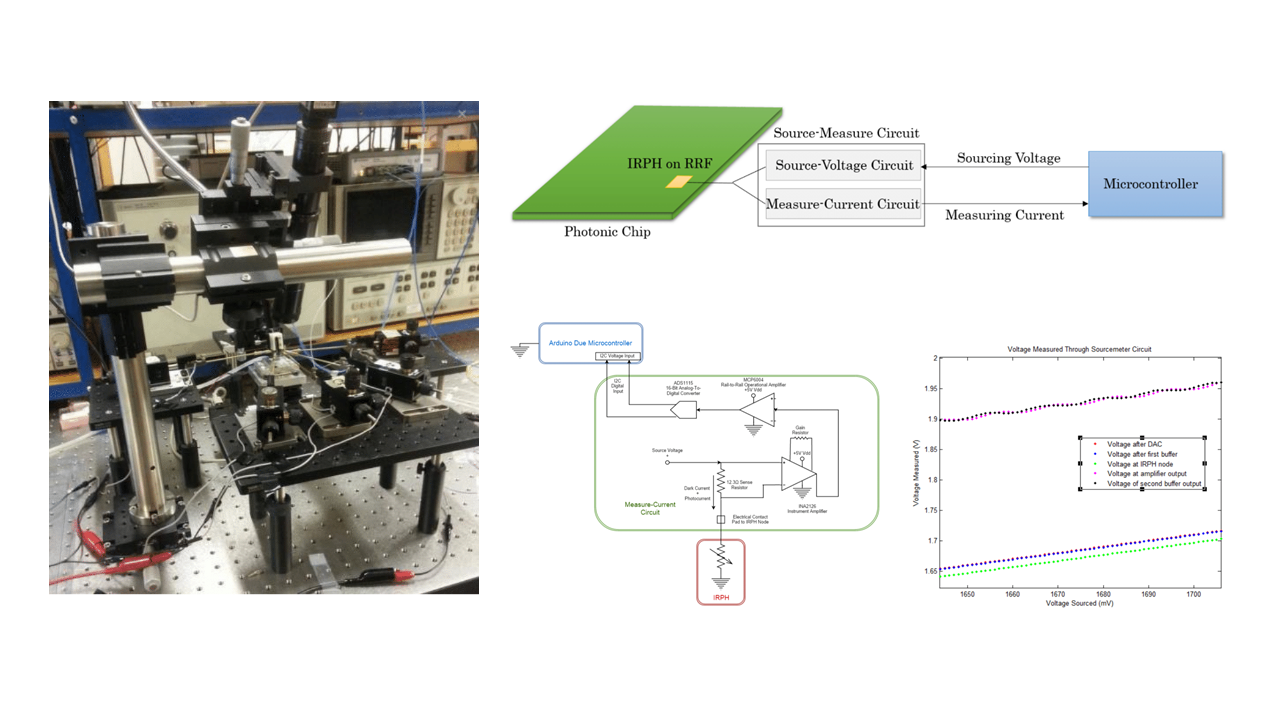 Source-Measure Circuit
IRPH on RRF
Source-Voltage Circuit
Measure-Current Circuit
Sourcing Voltage
Measuring Current
Microcontroller
Photonic Chip
Arduino Due Microcontroller
I2C Voltage Input
I2C
Digital
Input
ADS1115
16-Bit Analog-To-
Digital Converter
MCP6004
Rail-to-Rail Operational Amplifier
+5V Vdd
Gain
Resistor
+5V Vdd
Source Voltage
+
12.3Ω Sense
Resistor
Dark Current
+
Photocurrent
INA2126
Instrument Amplifier
Measure-Current
Circuit
Electrical Contact
Pad to IRPH Node
IRPH
Voltage Measured Through Sourcemeter Circuit
Voltage Measured (V)
2
1.95
1.9
1.85
1.8
1.75
1.7
1.65
Voltage after DAC
Voltage after first buffer
Voltage at IRPH node
Voltage at amplifier output
Voltage of second buffer output
1650 1660 1670 1680 1690 1700
Voltage Sourced (mV)